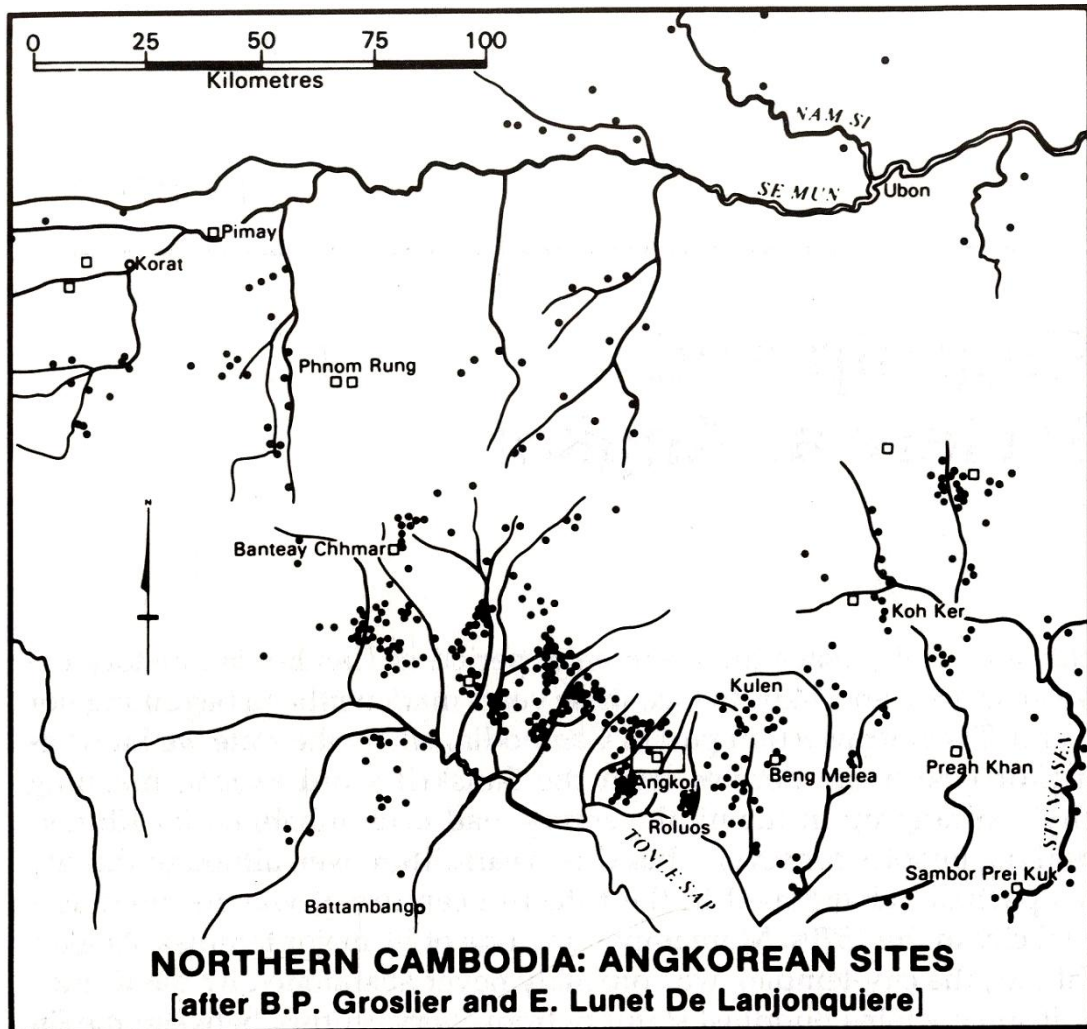 0 25 50 75 100
Kilometres
NAM SI
SE MUN
Ubon
Pimay
Korat
Phnom Rung
N
Banteay Chhmar
Koh Ker
Kulen
Angkor
Beng Melea
Preah Khan
Roluos
TONLE SAP
STUNG SEN
Sambor Prei Kuk
Battambang
NORTHERN CAMBODIA: ANGKOREAN SITES
[after B.P. Groslier and E. Lunet De Lanjonquiere]